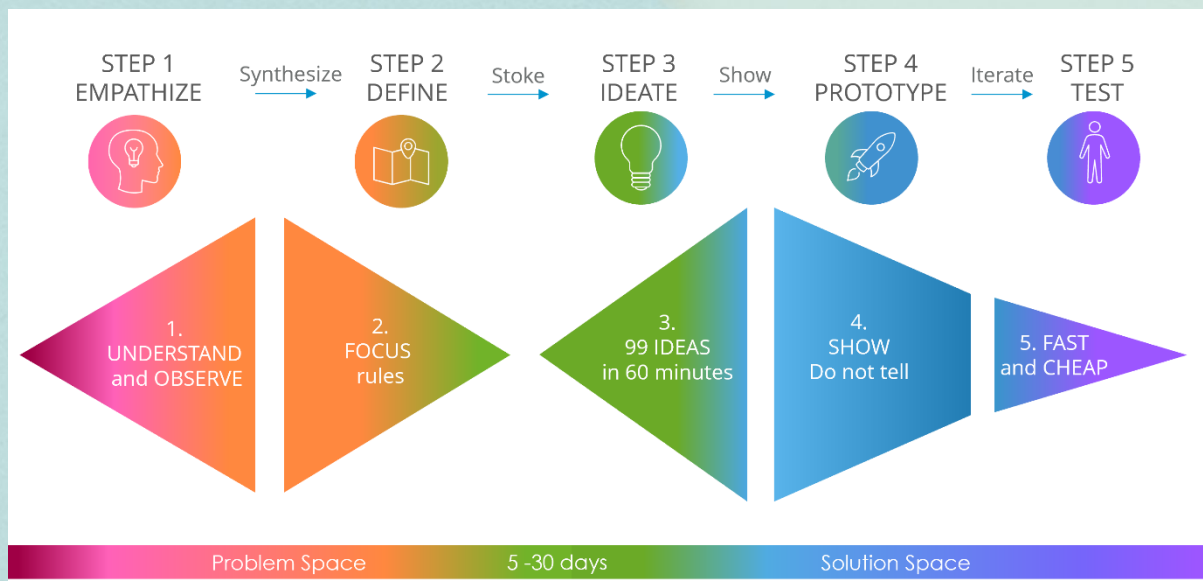 STEP 1
EMPATHIZE
Synthesize
STEP 2
DEFINE
Stoke
STEP 3
IDEATE
Show
STEP 4
PROTOTYPE
Iterate
STEP 5
TEST
1.
UNDERSTAND
and OBSERVE
2.
FOCUS
rules
3.
99 IDEAS
in 60 minutes
4.
SHOW
Do not tell
5. FAST
and CHEAP
Problem Space
5 -30 days
Solution Space